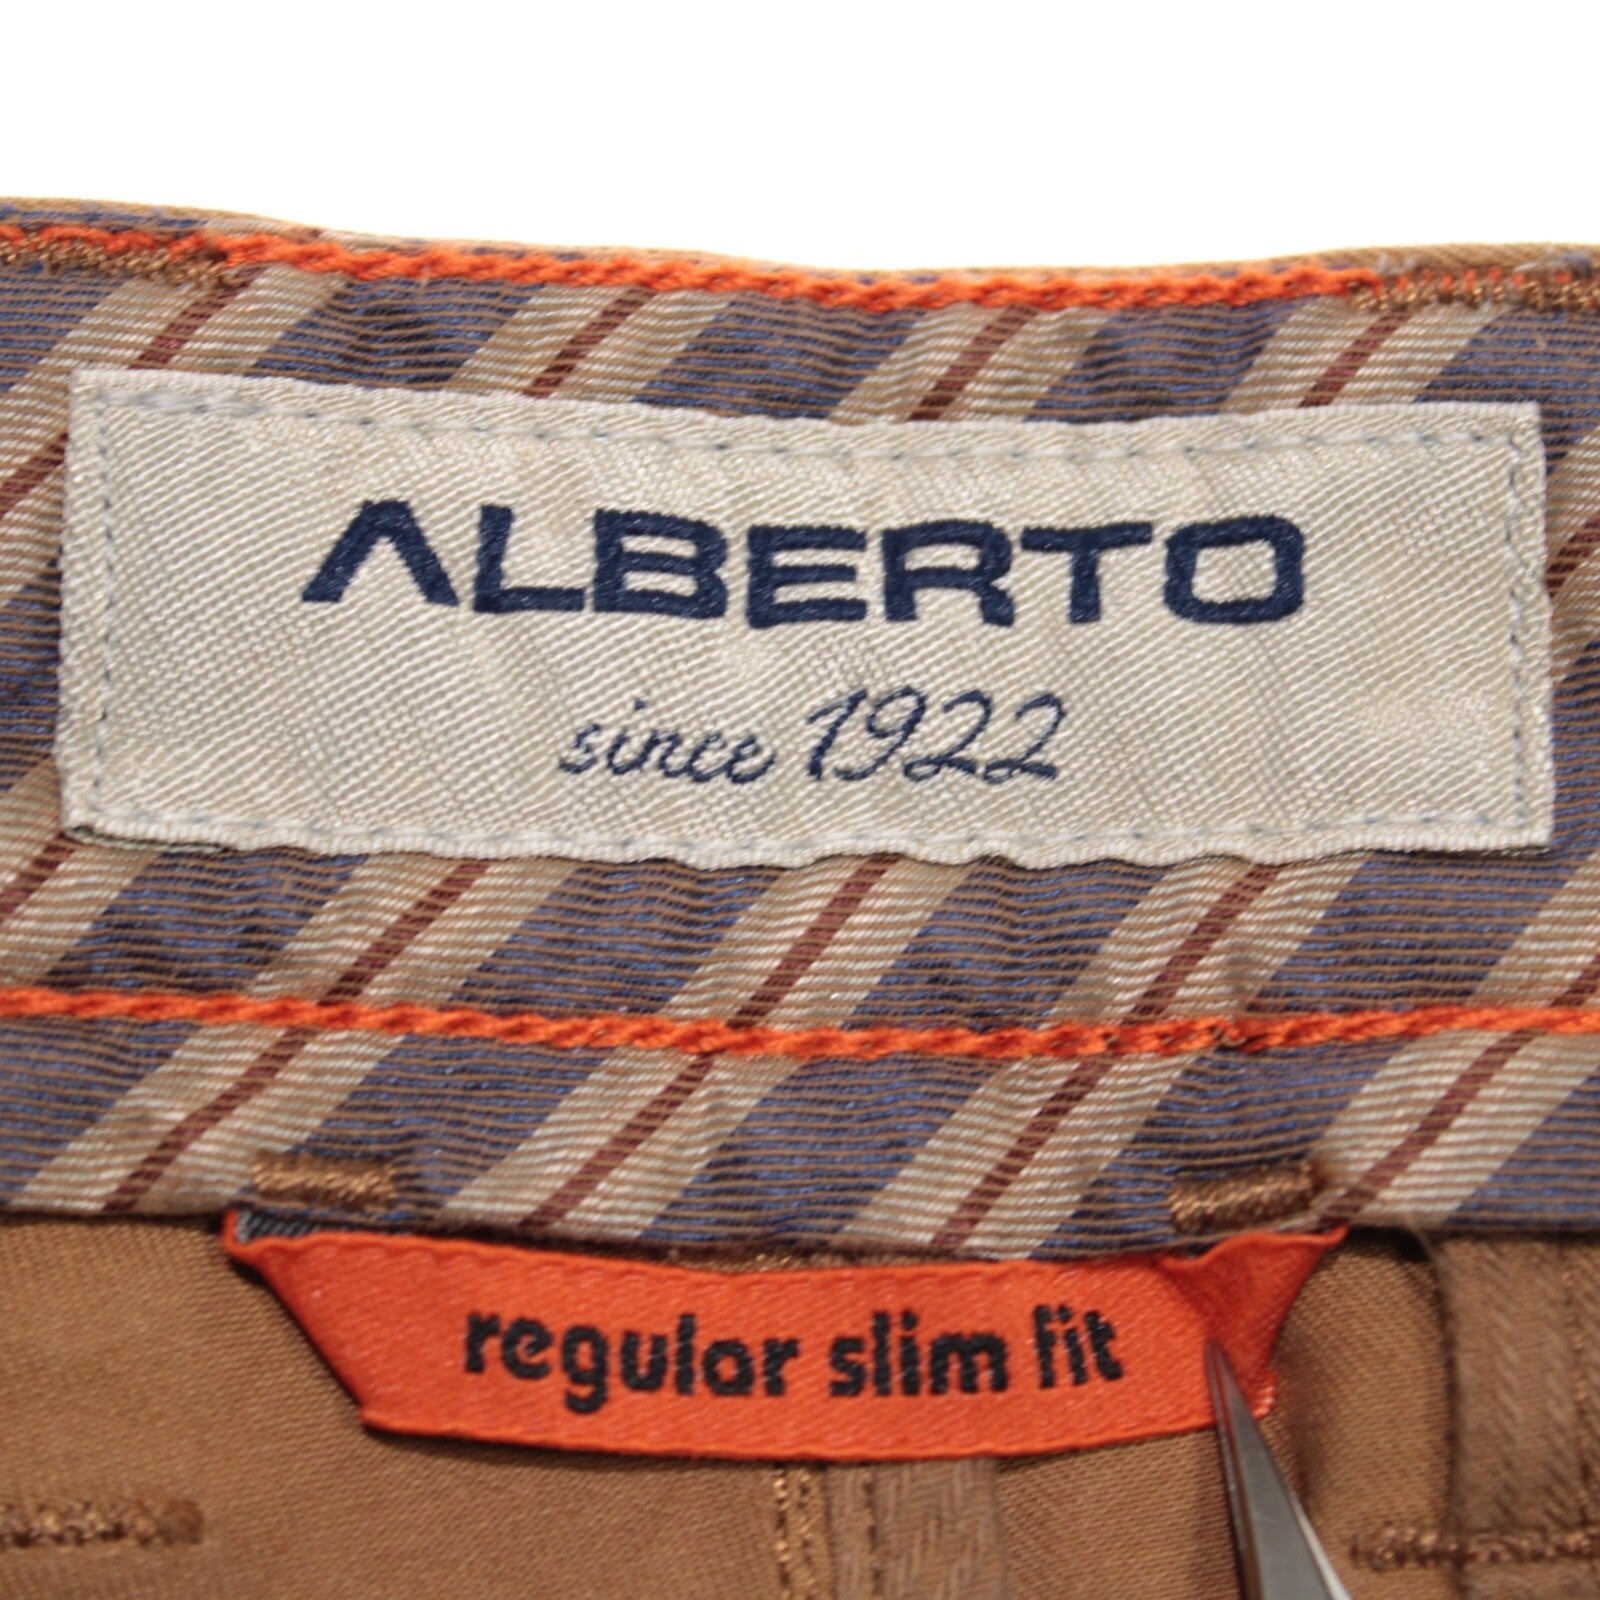 ALBERTO
since 1922
regular slim fit